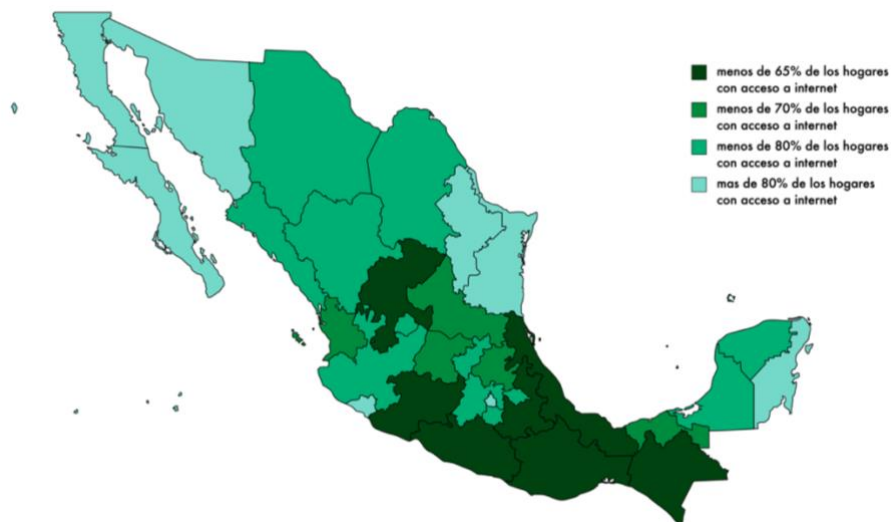 menos de 65% de los hogares
con acceso a internet
menos de 70% de los hogares
con acceso a internet
menos de 80% de los hogares
con acceso a internet
mas de 80% de los hogares
con acceso a internet